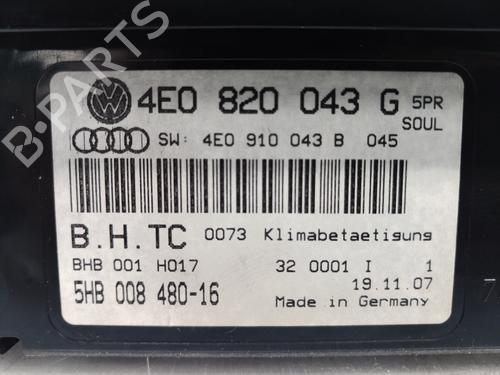 4E0 820 043 G 5PR
SOUL
SW: 4E0 910 043 B 045
B.H.TC 0073 Klimabetaetigung
BHB 001 H017 32 0001 I 1
5HB 008 480-16 19.11.07
Made in Germany
7
B-PARTS